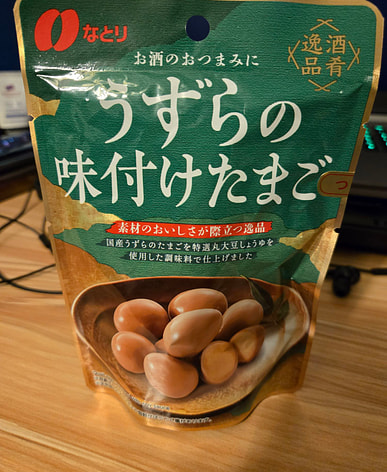 なとり
お酒のおつまみに
酒肴
逸品
うずらの
味付けたまご
つ
素材のおいしさが際立つ逸品
国産うずらのたまごを特選丸大豆しょうゆを
使用した調味料で仕上げました